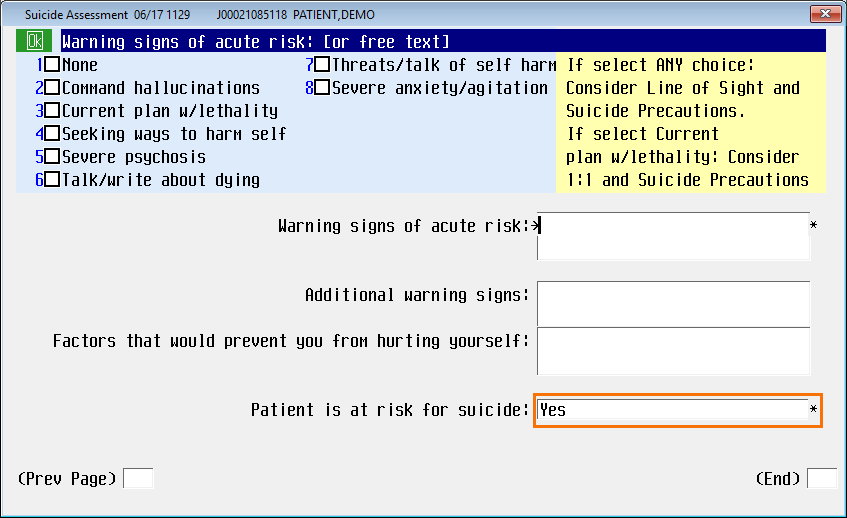 Suicide Assessment 06/17 1129 J00021085118 PATIENT,DEMO
Ok Warning signs of acute risk: [or free text]
1 None 7 Threats/talk of self harm If select ANY choice:
2 Command hallucinations 8 Severe anxiety/agitation Consider Line of Sight and
3 Current plan w/lethality Suicide Precautions.
4 Seeking ways to harm self If select Current
5 Severe psychosis plan w/lethality: Consider
6 Talk/write about dying 1:1 and Suicide Precautions
Warning signs of acute risk: *
Additional warning signs:
Factors that would prevent you from hurting yourself:
Patient is at risk for suicide: Yes *
(Prev Page) (End)